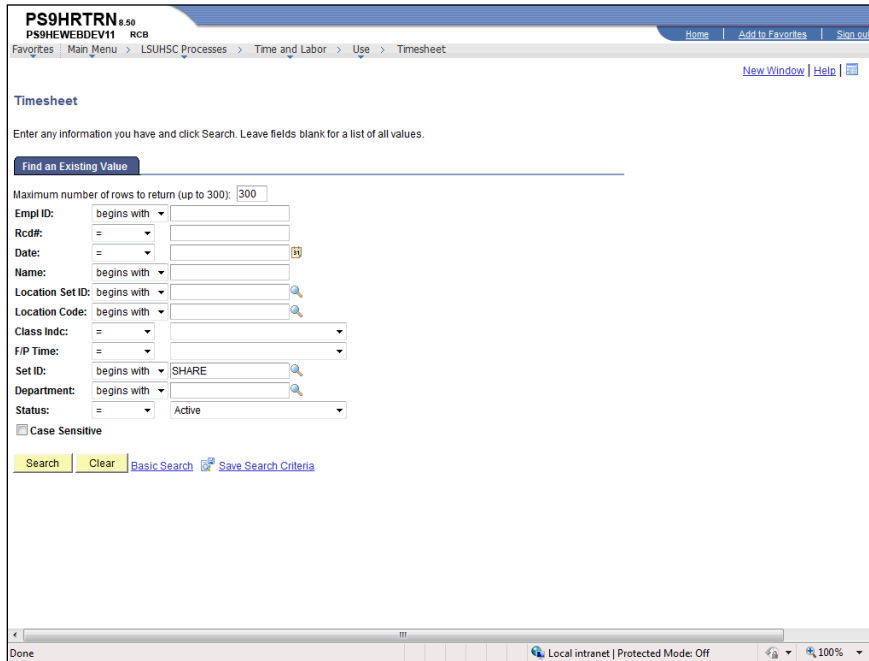 PS9HRTRN 8.50
PS9HEWEBDEV11 RCB
Home | Add to Favorites | Sign out
Favorites Main Menu > LSUHSC Processes > Time and Labor > Use > Timesheet
New Window | Help |
Timesheet
Enter any information you have and click Search. Leave fields blank for a list of all values.
Find an Existing Value
Maximum number of rows to return (up to 300): 300
Empl ID: begins with
Rcd#: =
Date: = 31
Name: begins with
Location Set ID: begins with
Location Code: begins with
Class Indc: =
F/P Time: =
Set ID: begins with SHARE
Department: begins with
Status: = Active
Case Sensitive
Search Clear Basic Search Save Search Criteria
Done Local intranet | Protected Mode: Off 100%